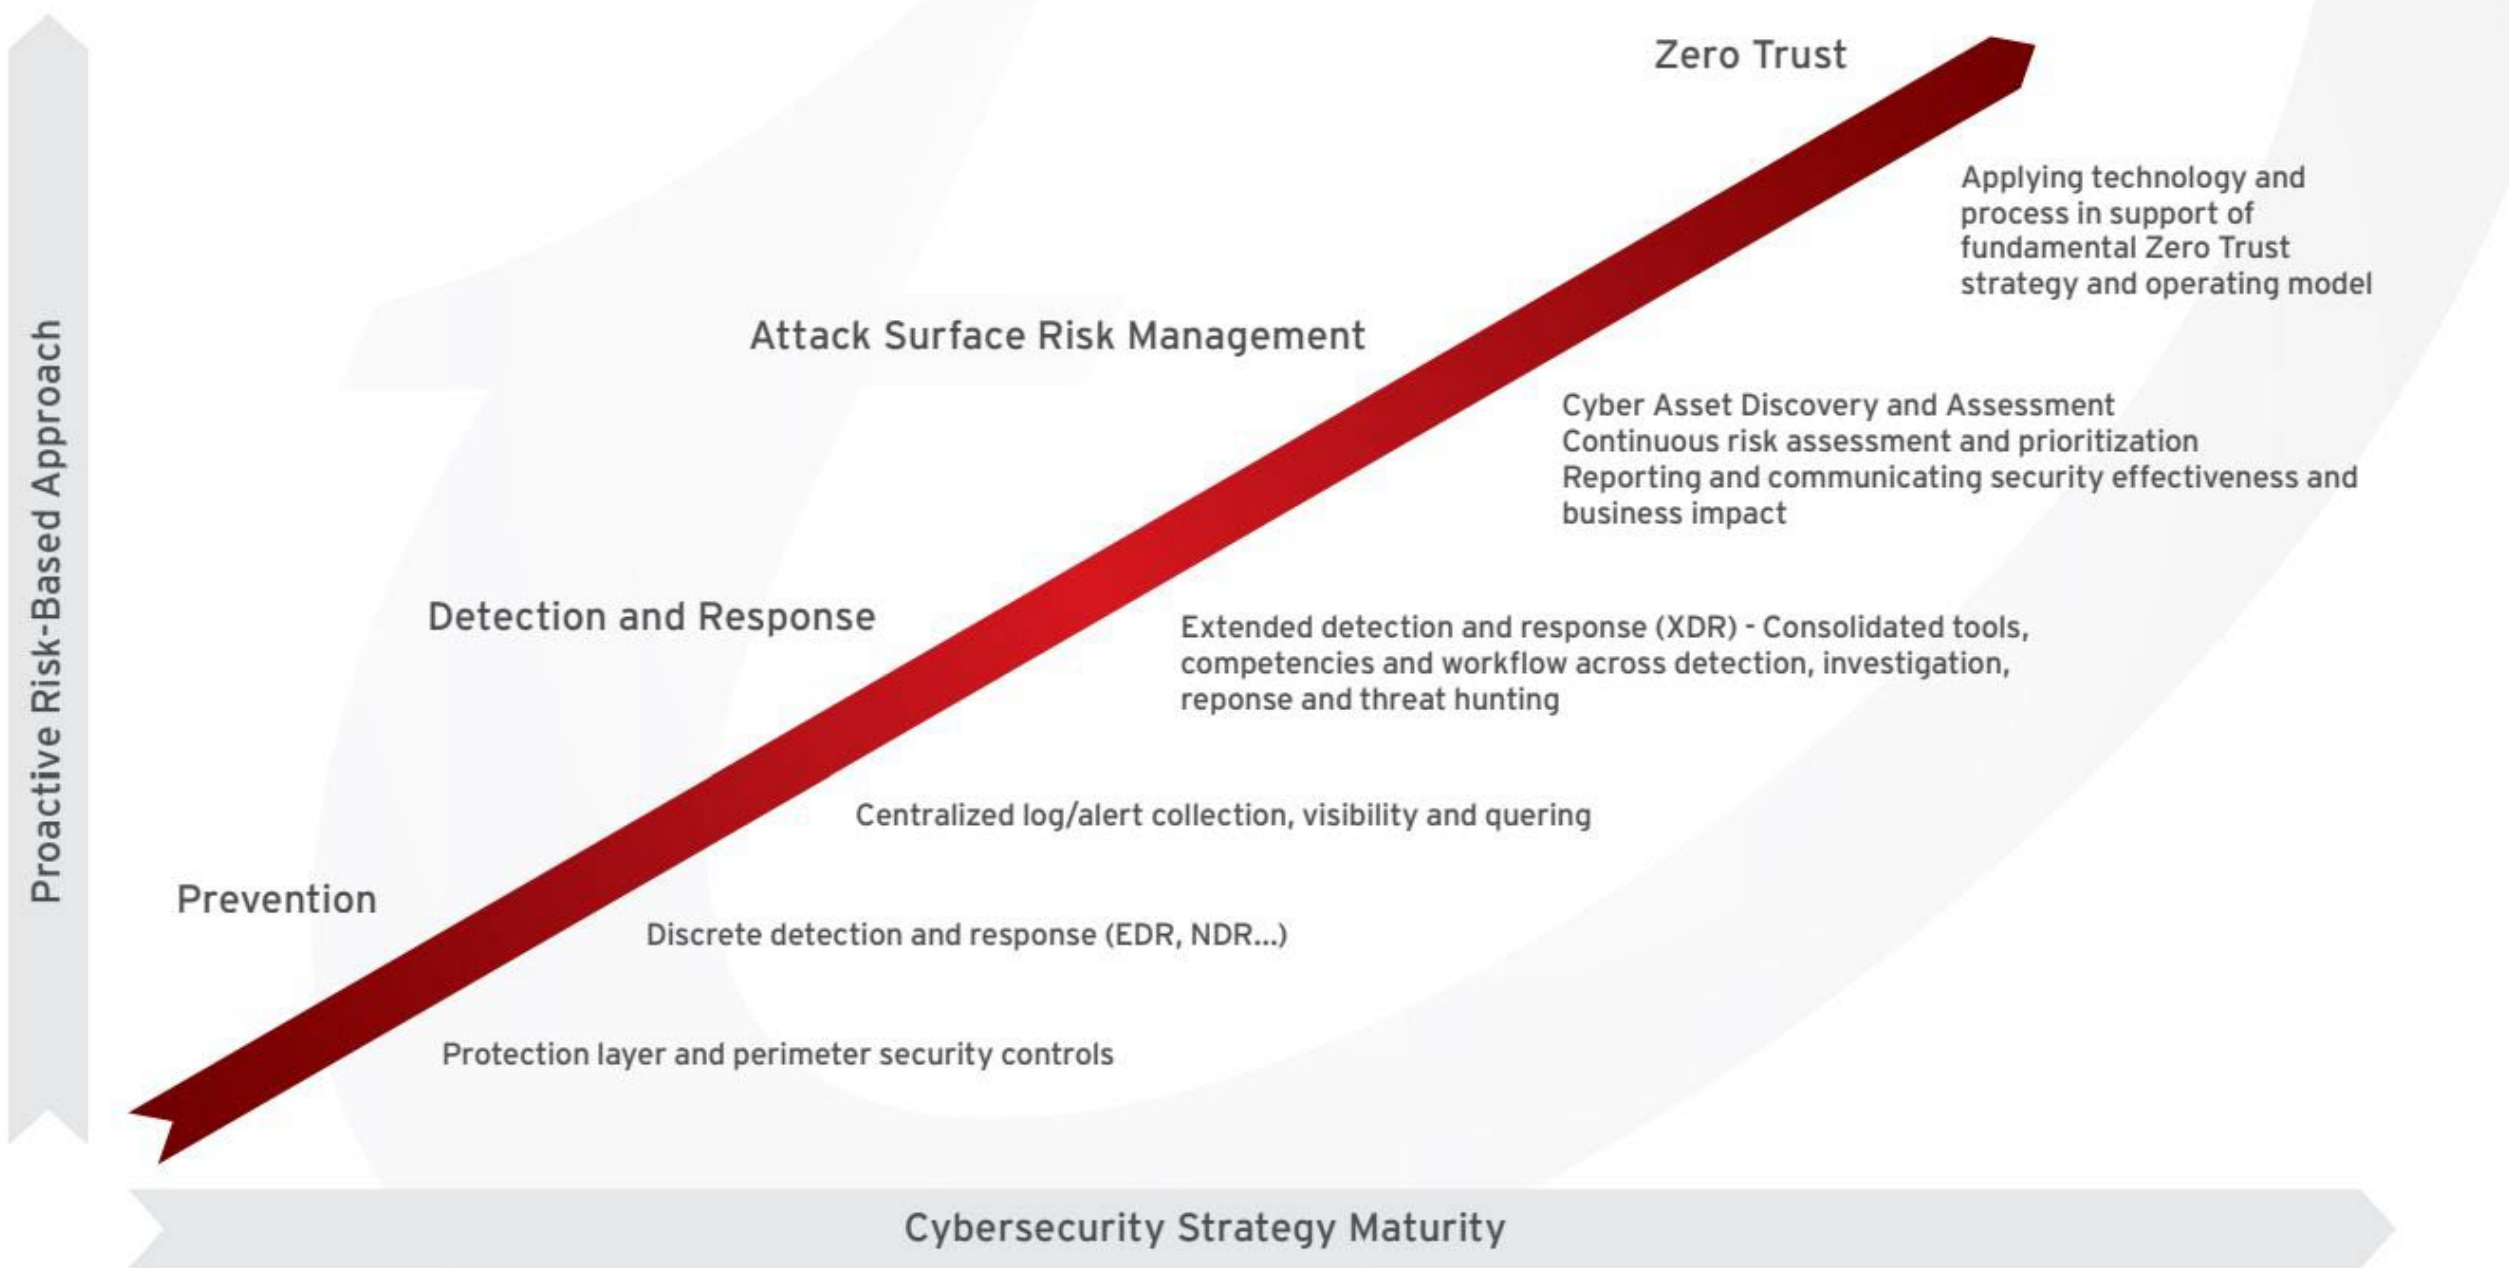 Zero Trust
Applying technology and
process in support of
fundamental Zero Trust
strategy and operating model
Attack Surface Risk Management
Cyber Asset Discovery and Assessment
Continuous risk assessment and prioritization
Reporting and communicating security effectiveness and
business impact
Detection and Response
Extended detection and response (XDR) - Consolidated tools,
competencies and workflow across detection, investigation,
reponse and threat hunting
Centralized log/alert collection, visibility and quering
Prevention
Discrete detection and response (EDR, NDR...)
Protection layer and perimeter security controls
Proactive Risk-Based Approach
Cybersecurity Strategy Maturity